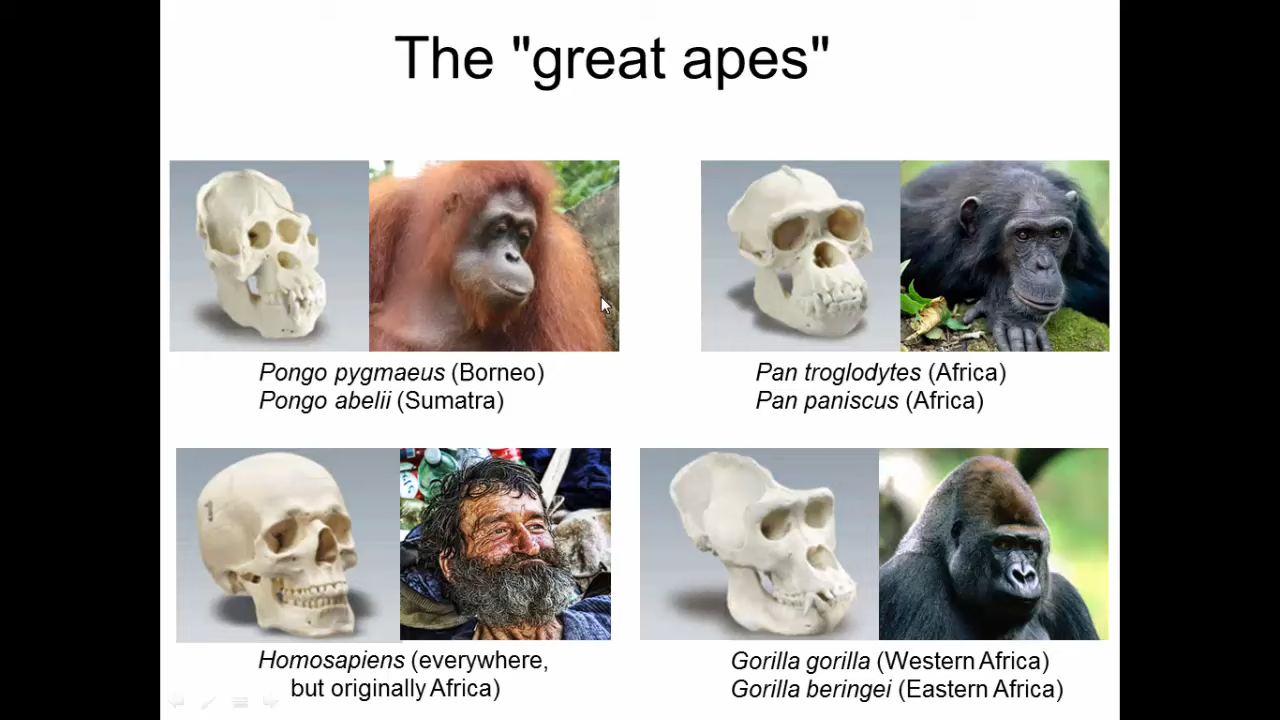 The "great apes"
Pongo pygmaeus (Borneo)
Pongo abelii (Sumatra)
Pan troglodytes (Africa)
Pan paniscus (Africa)
Homosapiens (everywhere,
but originally Africa)
Gorilla gorilla (Western Africa)
Gorilla beringei (Eastern Africa)